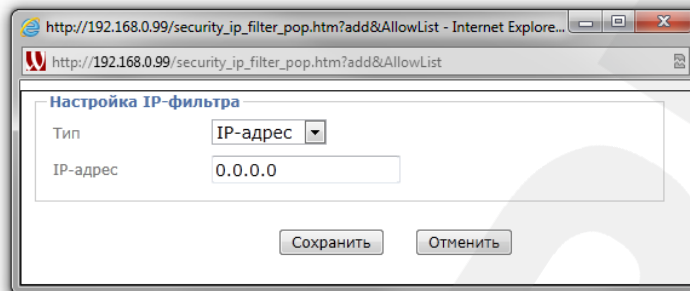 http://192.168.0.99/security_ip_filter_pop.htm?add&AllowList - Internet Explore...
http://192.168.0.99/security_ip_filter_pop.htm?add&AllowList
Настройка IP-фильтра
Тип IP-адрес
IP-адрес 0.0.0.0
Сохранить Отменить